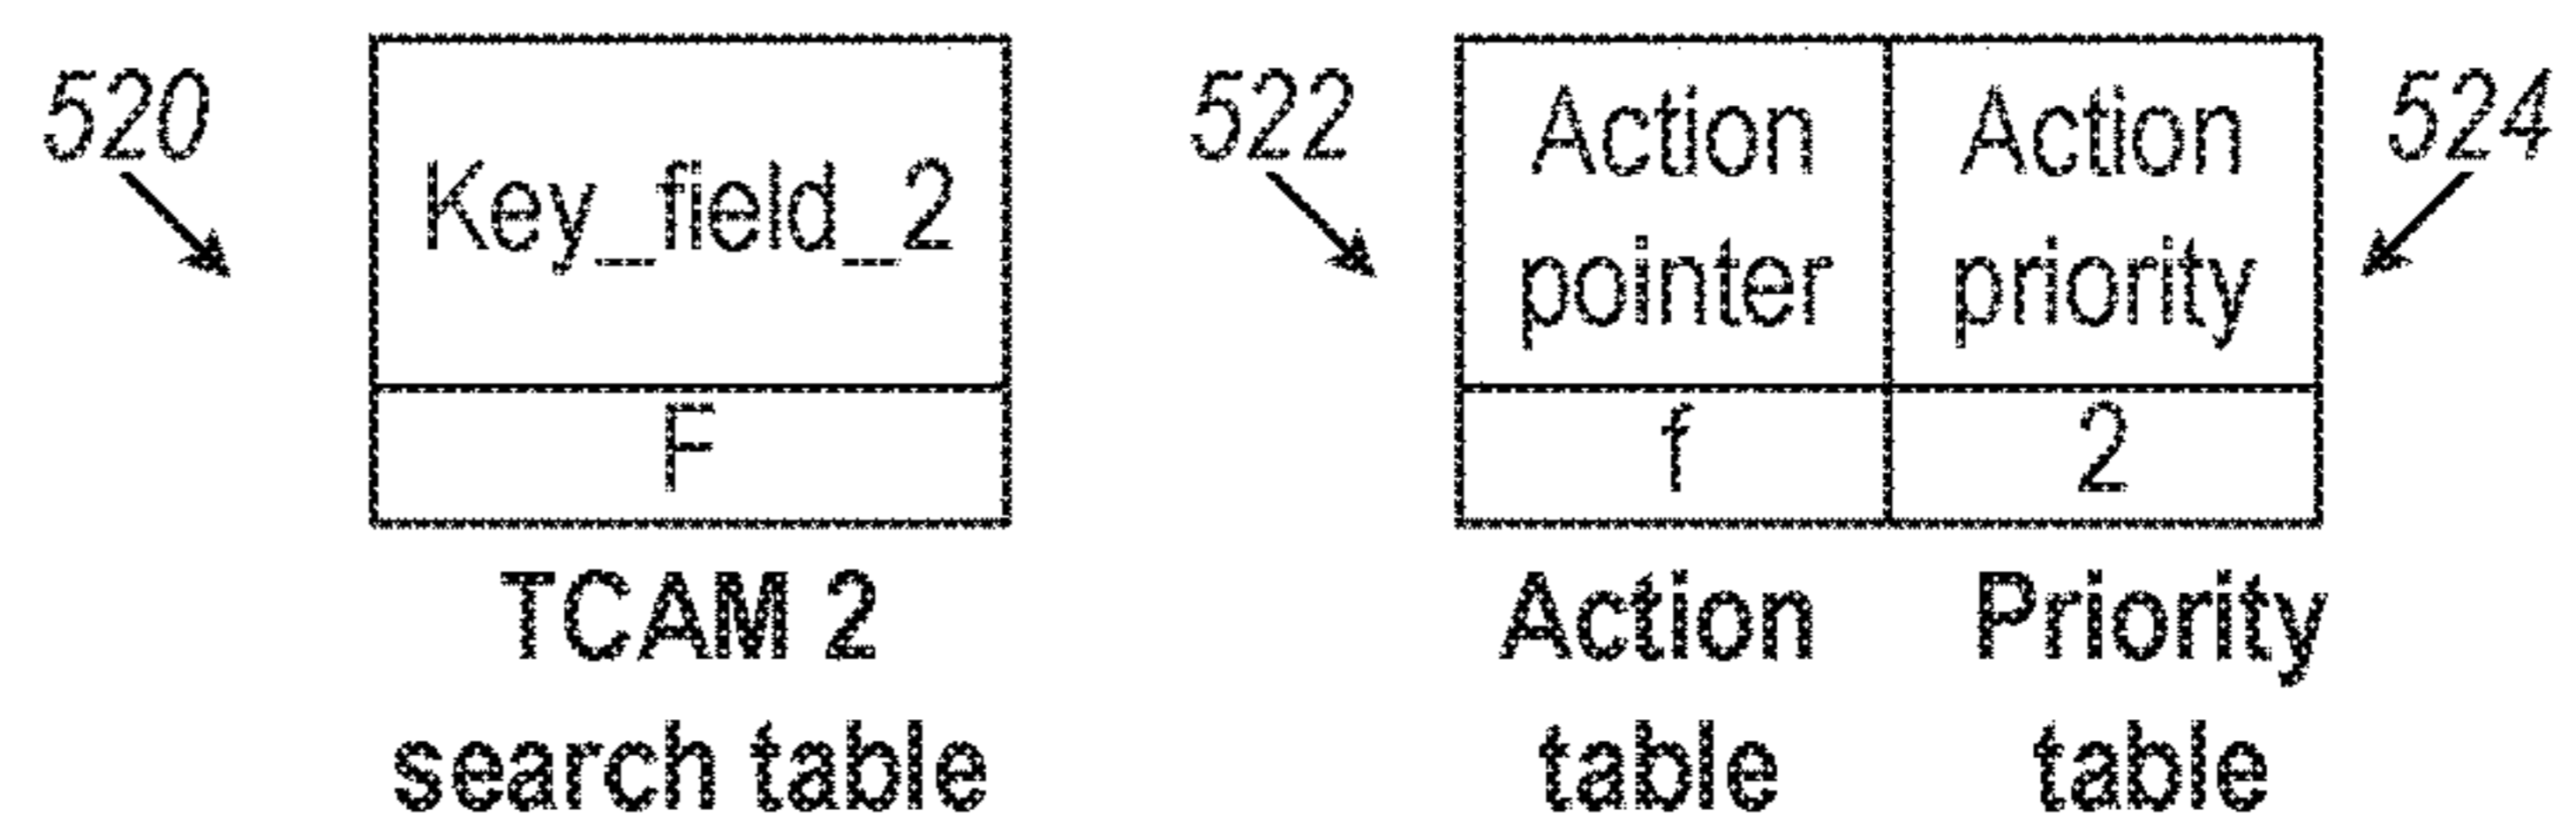 520
Key_field_2
F
TCAM 2
search table
522
Action
pointer
Action
priority
524
f
2
Action
table
Priority
table